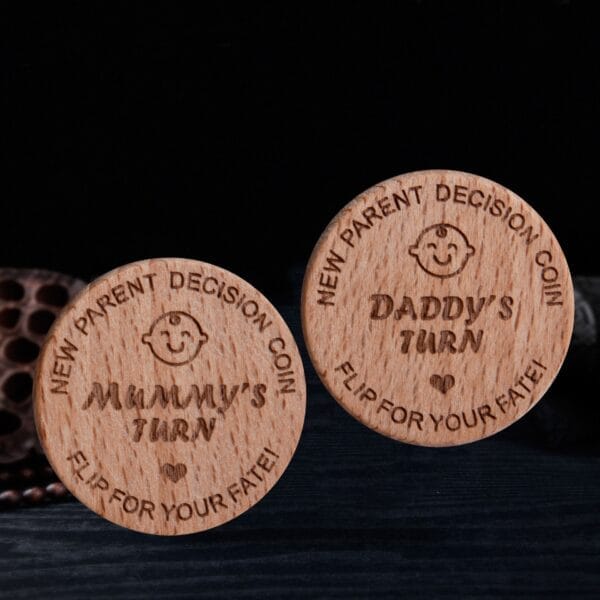 NEW PARENT DECISION COIN
MUMMY'S
TURN
FLIP FOR YOUR FATE!
NEW PARENT DECISION COIN
DADDY'S
TURN
FLIP FOR YOUR FATE!